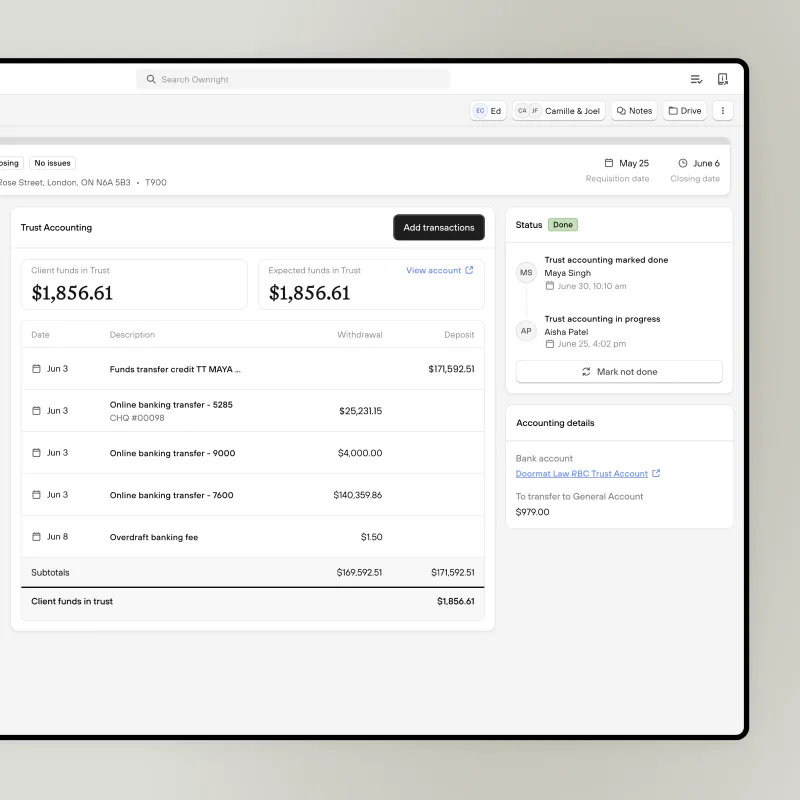 Search Ownright
EC Ed
CA JF Camille & Joel
Notes
Drive
No issues
Rose Street, London, ON N6A 5B3 • T900
May 25
Requisition date
June 6
Closing date
Trust Accounting
Add transactions
Client funds in Trust
$1,856.61
Expected funds in Trust
View account
$1,856.61
Date Description Withdrawal Deposit
Jun 3 Funds transfer credit TT MAYA ... $171,592.51
Jun 3 Online banking transfer - 5285 $25,231.15
CHQ #00098
Jun 3 Online banking transfer - 9000 $4,000.00
Jun 3 Online banking transfer - 7600 $140,359.86
Jun 8 Overdraft banking fee $1.50
Subtotals $169,592.51 $171,592.51
Client funds in trust $1,856.61
Status Done
MS
Trust accounting marked done
Maya Singh
June 30, 10:10 am
AP
Trust accounting in progress
Aisha Patel
June 25, 4:02 pm
Mark not done
Accounting details
Bank account
Doormat Law RBC Trust Account
To transfer to General Account
$979.00